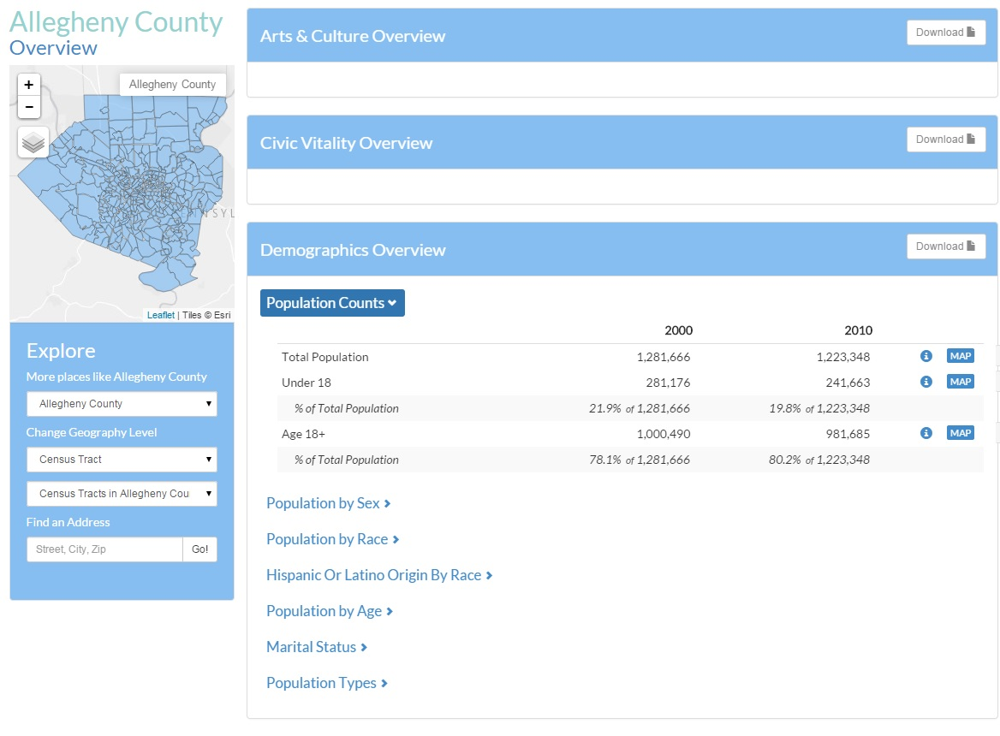 Allegheny County
Overview
+
−
Allegheny County
NSYL
Leaflet | Tiles © Esri
Explore
More places like Allegheny County
Allegheny County
Change Geography Level
Census Tract
Census Tracts in Allegheny Cou
Find an Address
Street, City, Zip Go!
Arts & Culture Overview Download
Civic Vitality Overview Download
Demographics Overview Download
Population Counts
2000 2010
Total Population 1,281,666 1,223,348 MAP
Under 18 281,176 241,663 MAP
% of Total Population 21.9% of 1,281,666 19.8% of 1,223,348
Age 18+ 1,000,490 981,685 MAP
% of Total Population 78.1% of 1,281,666 80.2% of 1,223,348
Population by Sex
Population by Race
Hispanic Or Latino Origin By Race
Population by Age
Marital Status
Population Types